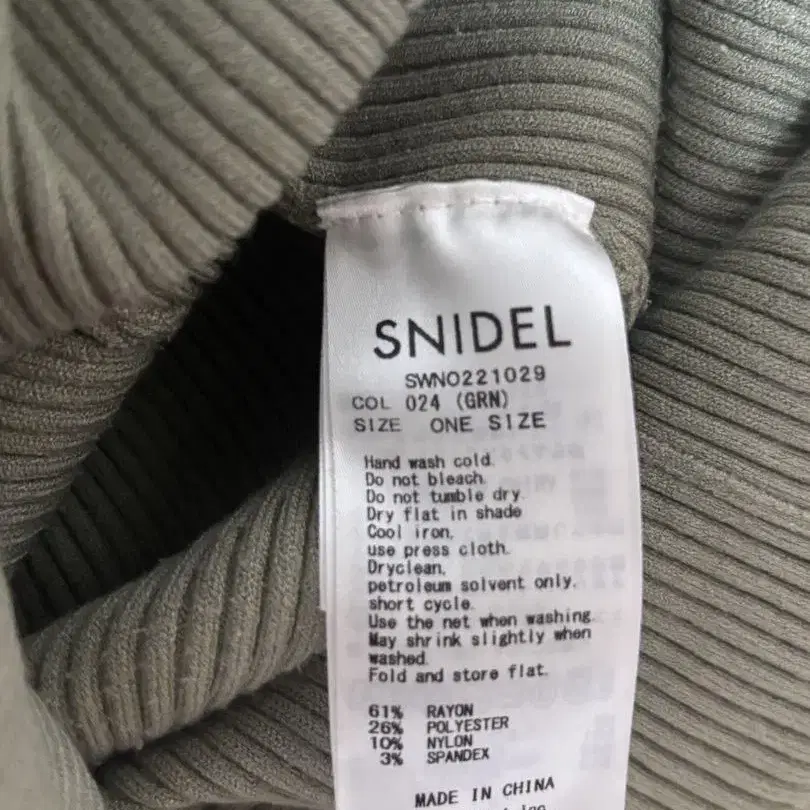 SNIDEL
SWNO221029
COL 024 (GRN)
SIZE ONE SIZE
Hand wash cold.
Do not bleach.
Do not tumble dry.
Dry flat in shade
Cool iron,
use press cloth.
Dryclean,
petroleum solvent only,
short cycle.
Use the net when washing.
May shrink slightly when
washed.
Fold and store flat.
61% RAYON
26% POLYESTER
10% NYLON
3% SPANDEX
MADE IN CHINA